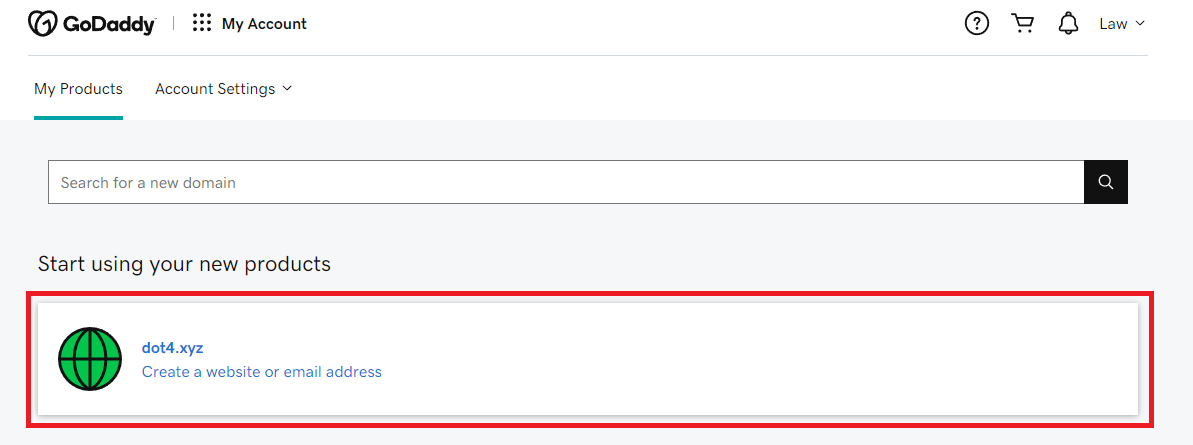 GoDaddy My Account Law
My Products Account Settings
Search for a new domain
Start using your new products
dot4.xyz
Create a website or email address